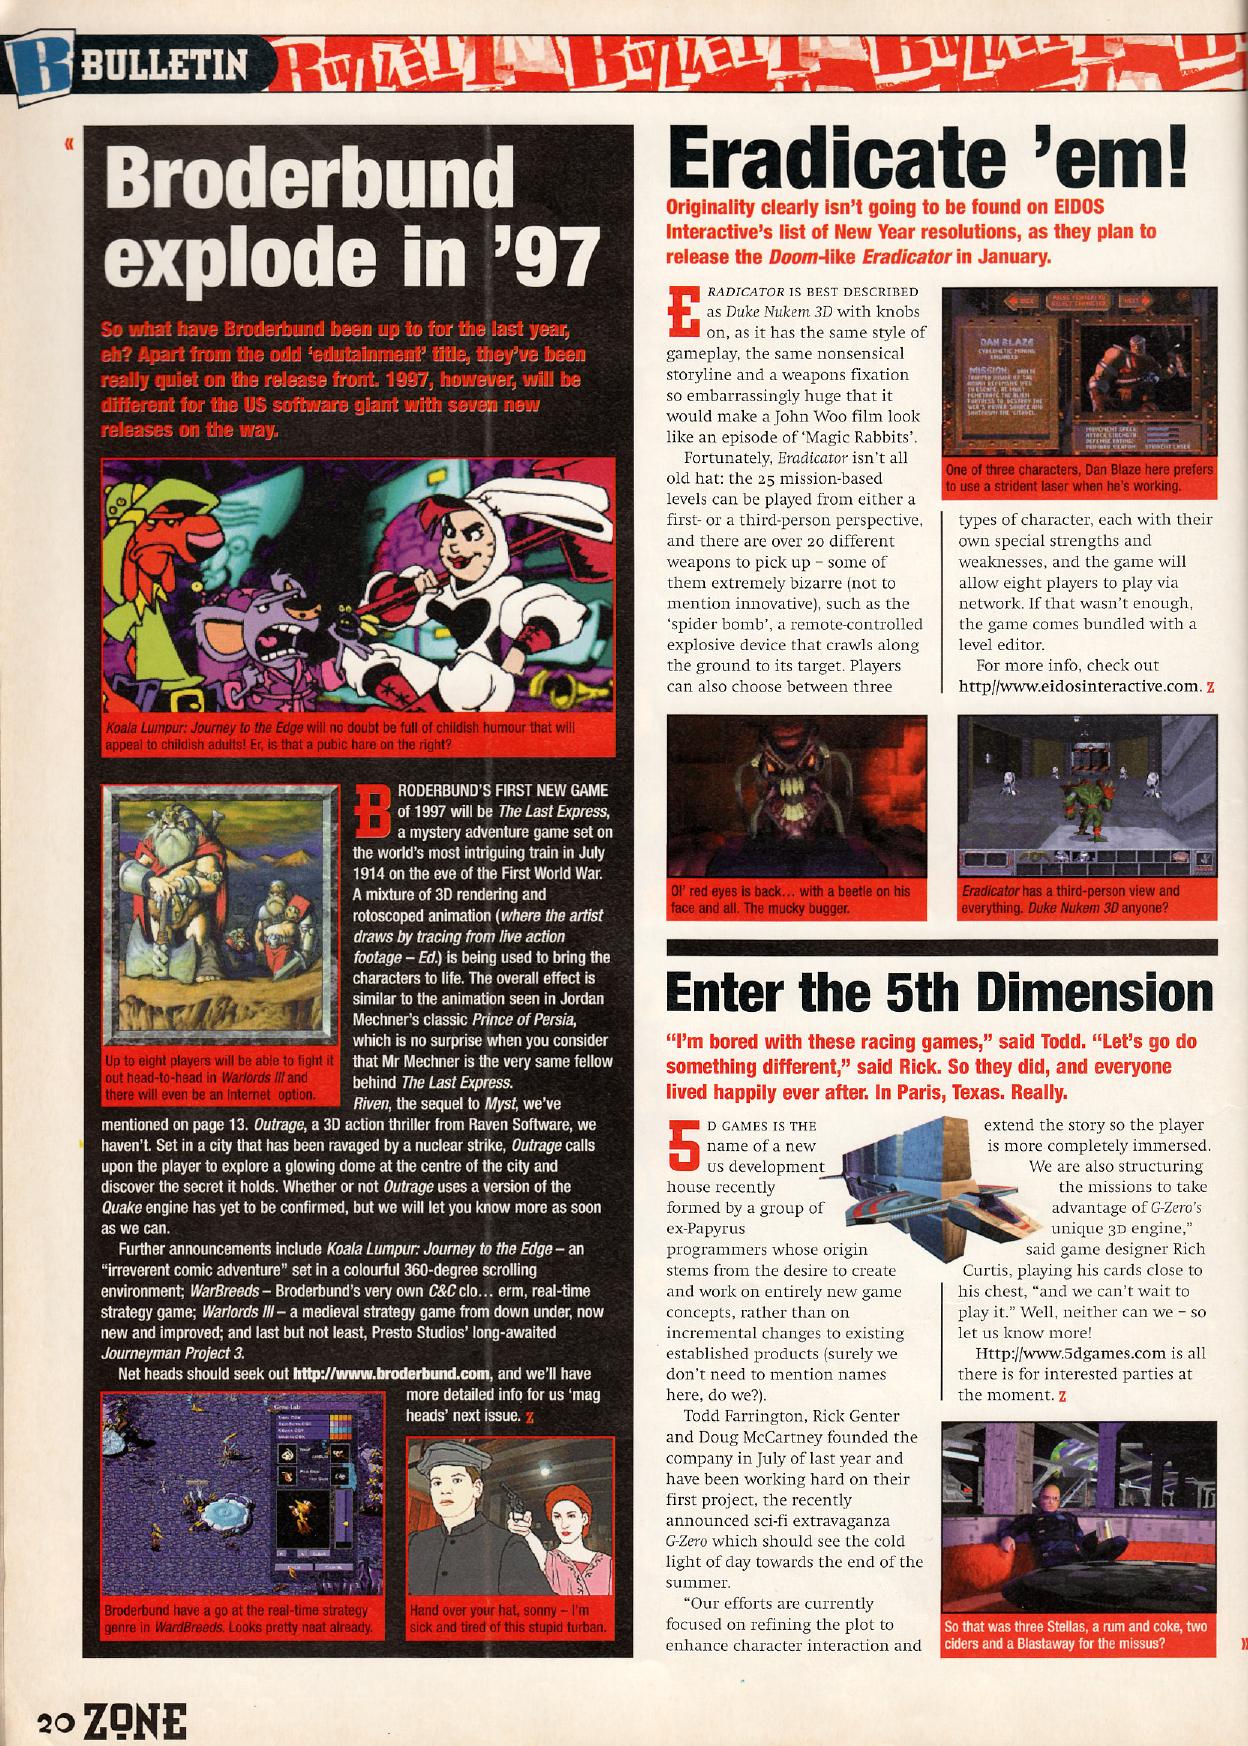 B BULLETIN
«
Broderbund
explode in '97
So what have Broderbund been up to for the last year,
eh? Apart from the odd 'edutainment' title, they've been
really quiet on the release front. 1997, however, will be
different for the US software giant with seven new
releases on the way.
Koala Lumpur: Journey to the Edge will no doubt be full of childish humour that will
appeal to childish adults! Er, is that a pubic hare on the right?
Up to eight players will be able to fight it
out head-to-head in Warlords III and
there will even be an Internet option.
BRODERBUND'S FIRST NEW GAME
of 1997 will be The Last Express,
a mystery adventure game set on
the world's most intriguing train in July
1914 on the eve of the First World War.
A mixture of 3D rendering and
rotoscoped animation (where the artist
draws by tracing from live action
footage – Ed.) is being used to bring the
characters to life. The overall effect is
similar to the animation seen in Jordan
Mechner's classic Prince of Persia,
which is no surprise when you consider
that Mr Mechner is the very same fellow
behind The Last Express.
Riven, the sequel to Myst, we've
mentioned on page 13. Outrage, a 3D action thriller from Raven Software, we
haven't. Set in a city that has been ravaged by a nuclear strike, Outrage calls
upon the player to explore a glowing dome at the centre of the city and
discover the secret it holds. Whether or not Outrage uses a version of the
Quake engine has yet to be confirmed, but we will let you know more as soon
as we can.
Further announcements include Koala Lumpur: Journey to the Edge – an
"irreverent comic adventure" set in a colourful 360-degree scrolling
environment; WarBreeds – Broderbund's very own C&C clo... erm, real-time
strategy game; Warlords III – a medieval strategy game from down under, now
new and improved; and last but not least, Presto Studios' long-awaited
Journeyman Project 3.
Net heads should seek out http://www.broderbund.com, and we'll have
more detailed info for us 'mag
heads' next issue. Z
Gene Lab
Broderbund have a go at the real-time strategy
genre in WardBreeds. Looks pretty neat already.
Hand over your hat, sonny – I'm
sick and tired of this stupid turban.
Eradicate 'em!
Originality clearly isn't going to be found on EIDOS
Interactive's list of New Year resolutions, as they plan to
release the Doom-like Eradicator in January.
ERADICATOR IS BEST DESCRIBED
as Duke Nukem 3D with knobs
on, as it has the same style of
gameplay, the same nonsensical
storyline and a weapons fixation
so embarrassingly huge that it
would make a John Woo film look
like an episode of 'Magic Rabbits'.
Fortunately, Eradicator isn't all
old hat: the 25 mission-based
levels can be played from either a
first- or a third-person perspective,
and there are over 20 different
weapons to pick up – some of
them extremely bizarre (not to
mention innovative), such as the
'spider bomb', a remote-controlled
explosive device that crawls along
the ground to its target. Players
can also choose between three
DAN BLAZE
CYBERNETIC MINING
ENGINEER
MISSION:
One of three characters, Dan Blaze here prefers
to use a strident laser when he's working.
types of character, each with their
own special strengths and
weaknesses, and the game will
allow eight players to play via
network. If that wasn't enough,
the game comes bundled with a
level editor.
For more info, check out
http//www.eidosinteractive.com. Z
Ol' red eyes is back... with a beetle on his
face and all. The mucky bugger.
Eradicator has a third-person view and
everything. Duke Nukem 3D anyone?
Enter the 5th Dimension
"I'm bored with these racing games," said Todd. "Let's go do
something different," said Rick. So they did, and everyone
lived happily ever after. In Paris, Texas. Really.
5D GAMES IS THE
name of a new
US development
house recently
formed by a group of
ex-Papyrus
programmers whose origin
stems from the desire to create
and work on entirely new game
concepts, rather than on
incremental changes to existing
established products (surely we
don't need to mention names
here, do we?).
Todd Farrington, Rick Genter
and Doug McCartney founded the
company in July of last year and
have been working hard on their
first project, the recently
announced sci-fi extravaganza
G-Zero which should see the cold
light of day towards the end of the
summer.
"Our efforts are currently
focused on refining the plot to
enhance character interaction and
extend the story so the player
is more completely immersed.
We are also structuring
the missions to take
advantage of G-Zero's
unique 3D engine,"
said game designer Rich
Curtis, playing his cards close to
his chest, "and we can't wait to
play it." Well, neither can we – so
let us know more!
Http://www.5dgames.com is all
there is for interested parties at
the moment. Z
So that was three Stellas, a rum and coke, two
ciders and a Blastaway for the missus?
»
20 ZONE